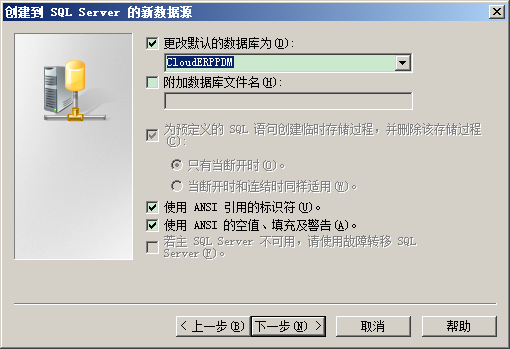 创建到 SQL Server 的新数据源
更改默认的数据库为(D):
CloudERPPDM
附加数据库文件名(H):
为预定义的 SQL 语句创建临时存储过程，并删除该存储过程
(C):
只有当断开时(O)。
当断开时和连结时同样适用(W)。
使用 ANSI 引用的标识符(U)。
使用 ANSI 的空值、填充及警告(A)。
若主 SQL Server 不可用，请使用故障转移 SQL
Server(F)。
< 上一步(B) 下一步(N) > 取消 帮助